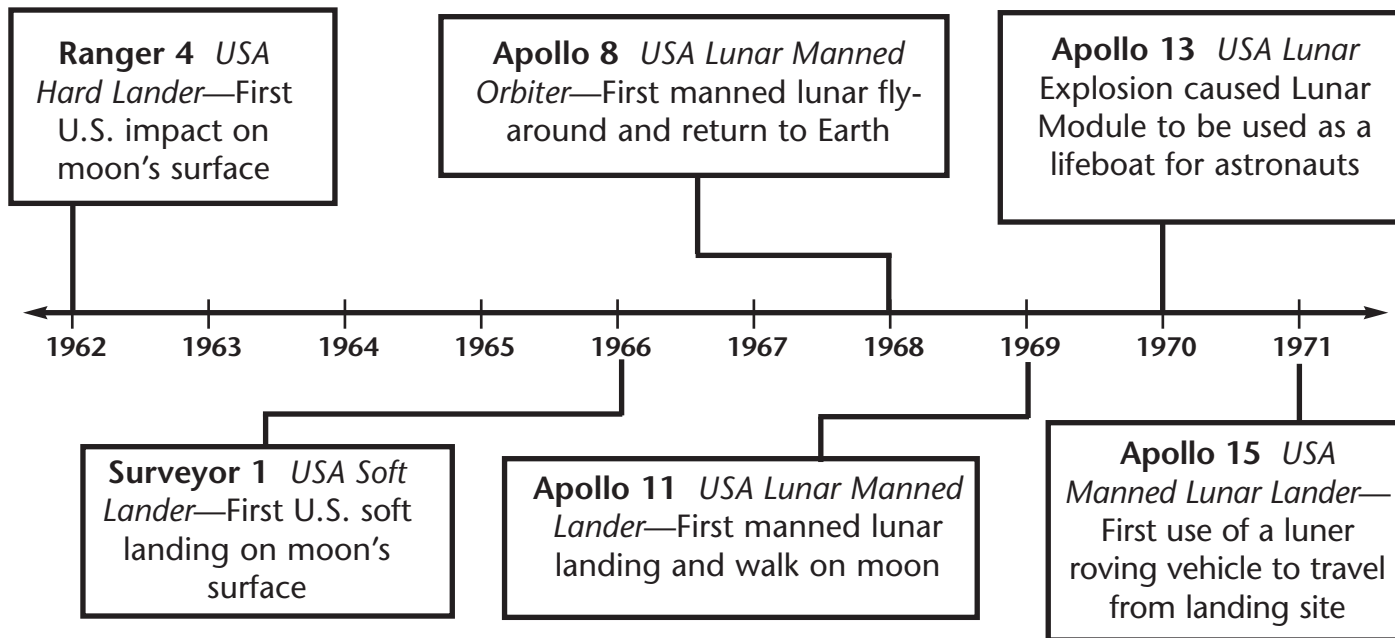 Ranger 4 USA
Hard Lander—First
U.S. impact on
moon's surface
Apollo 8 USA Lunar Manned
Orbiter—First manned lunar fly-
around and return to Earth
Apollo 13 USA Lunar
Explosion caused Lunar
Module to be used as a
lifeboat for astronauts
1962 1963 1964 1965 1966 1967 1968 1969 1970 1971
Surveyor 1 USA Soft
Lander—First U.S. soft
landing on moon's
surface
Apollo 11 USA Lunar Manned
Lander—First manned lunar
landing and walk on moon
Apollo 15 USA
Manned Lunar Lander—
First use of a luner
roving vehicle to travel
from landing site